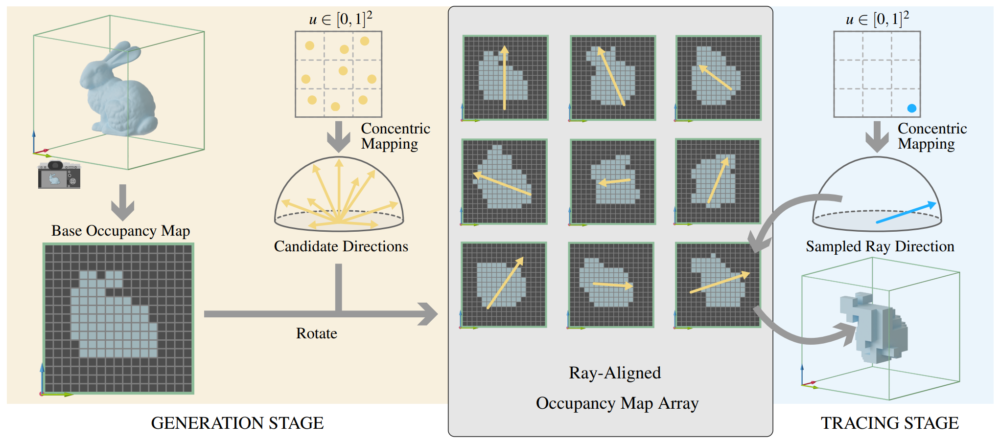 u ∈ [0, 1]²
Concentric
Mapping
Base Occupancy Map
Candidate Directions
Rotate
GENERATION STAGE
Ray-Aligned
Occupancy Map Array
u ∈ [0, 1]²
Concentric
Mapping
Sampled Ray Direction
TRACING STAGE